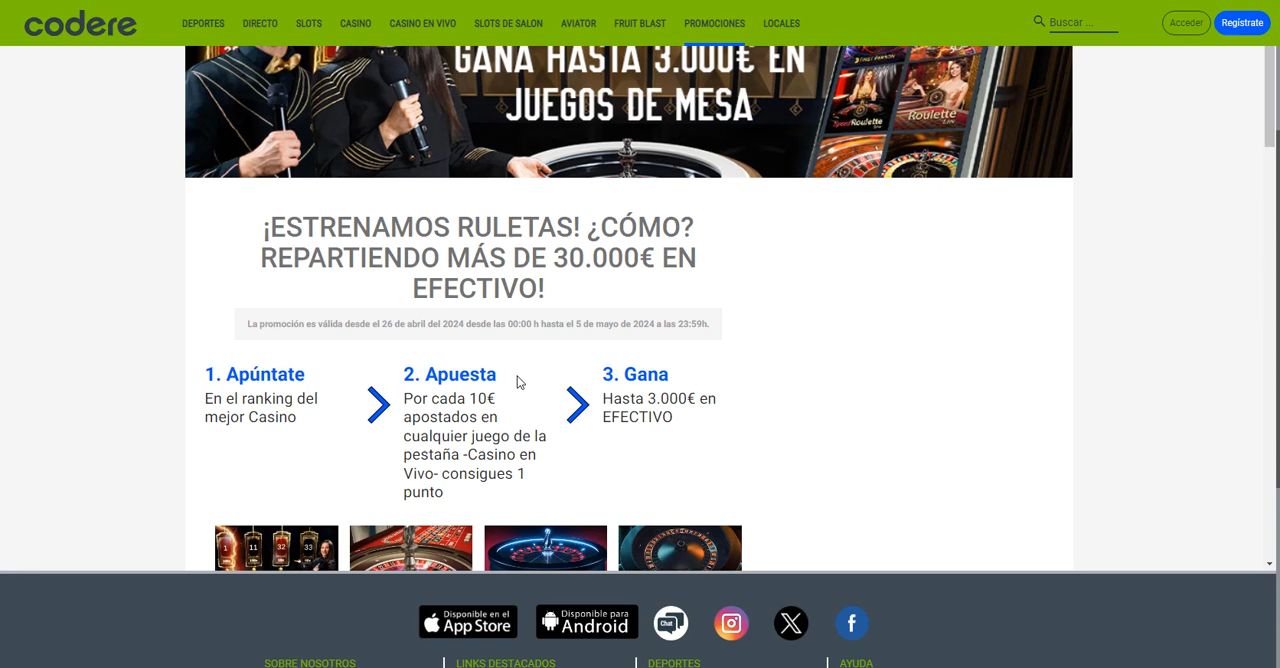 codere
DEPORTES DIRECTO SLOTS CASINO CASINO EN VIVO SLOTS DE SALON AVIATOR FRUIT BLAST PROMOCIONES LOCALES
Buscar ...
Acceder
Regístrate
GANA HASTA 3.000€ EN
JUEGOS DE MESA
Roulette
Roulette
¡ESTRENAMOS RULETAS! ¿CÓMO?
REPARTIENDO MÁS DE 30.000€ EN
EFECTIVO!
La promoción es válida desde el 26 de abril del 2024 desde las 00:00 h hasta el 5 de mayo de 2024 a las 23:59h.
1. Apúntate
En el ranking del
mejor Casino
2. Apuesta
Por cada 10€
apostados en
cualquier juego de la
pestaña -Casino en
Vivo- consigues 1
punto
3. Gana
Hasta 3.000€ en
EFECTIVO
1 11 32 33
Disponible en el
App Store
Disponible para
Android
Chat
SOBRE NOSOTROS
LINKS DESTACADOS
DEPORTES
AYUDA